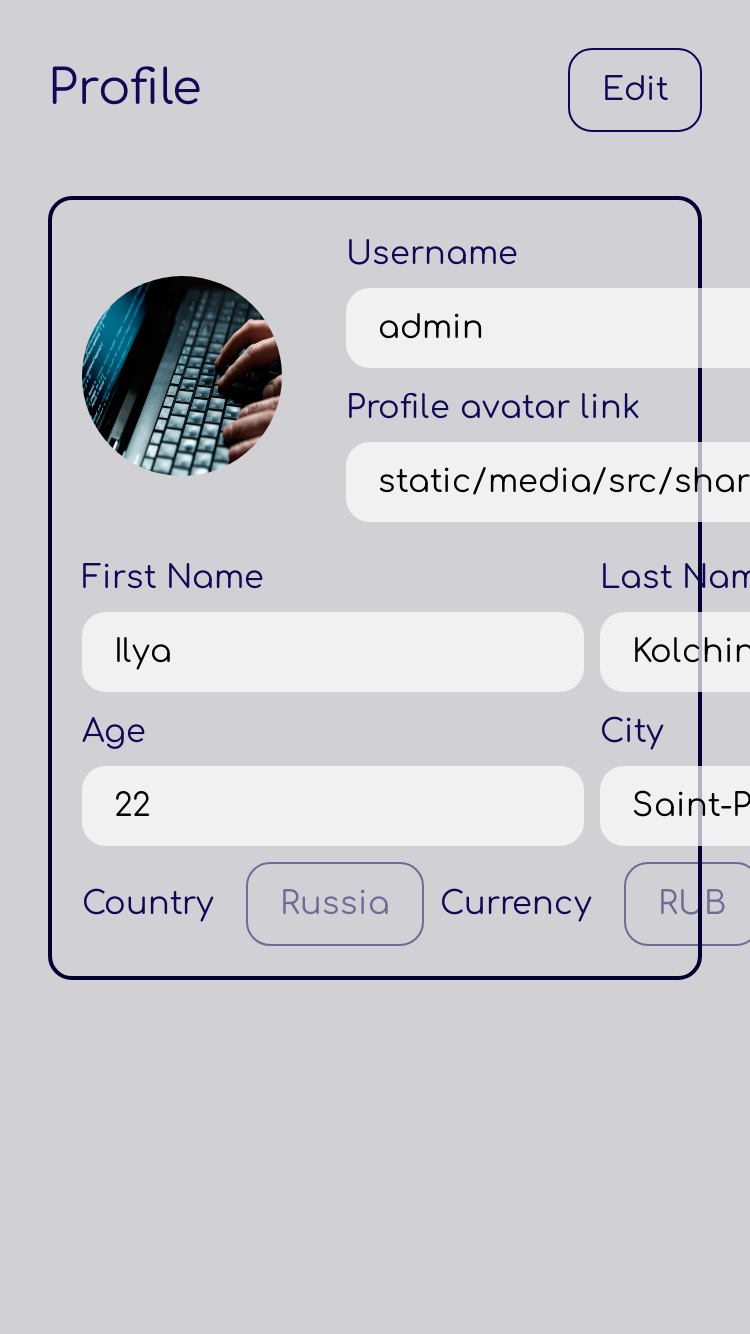 Profile
Edit
Username
admin
Profile avatar link
static/media/src/shar
First Name
Last Nam
Ilya
Kolchin
Age
City
22
Saint-P
Country Russia Currency RUB